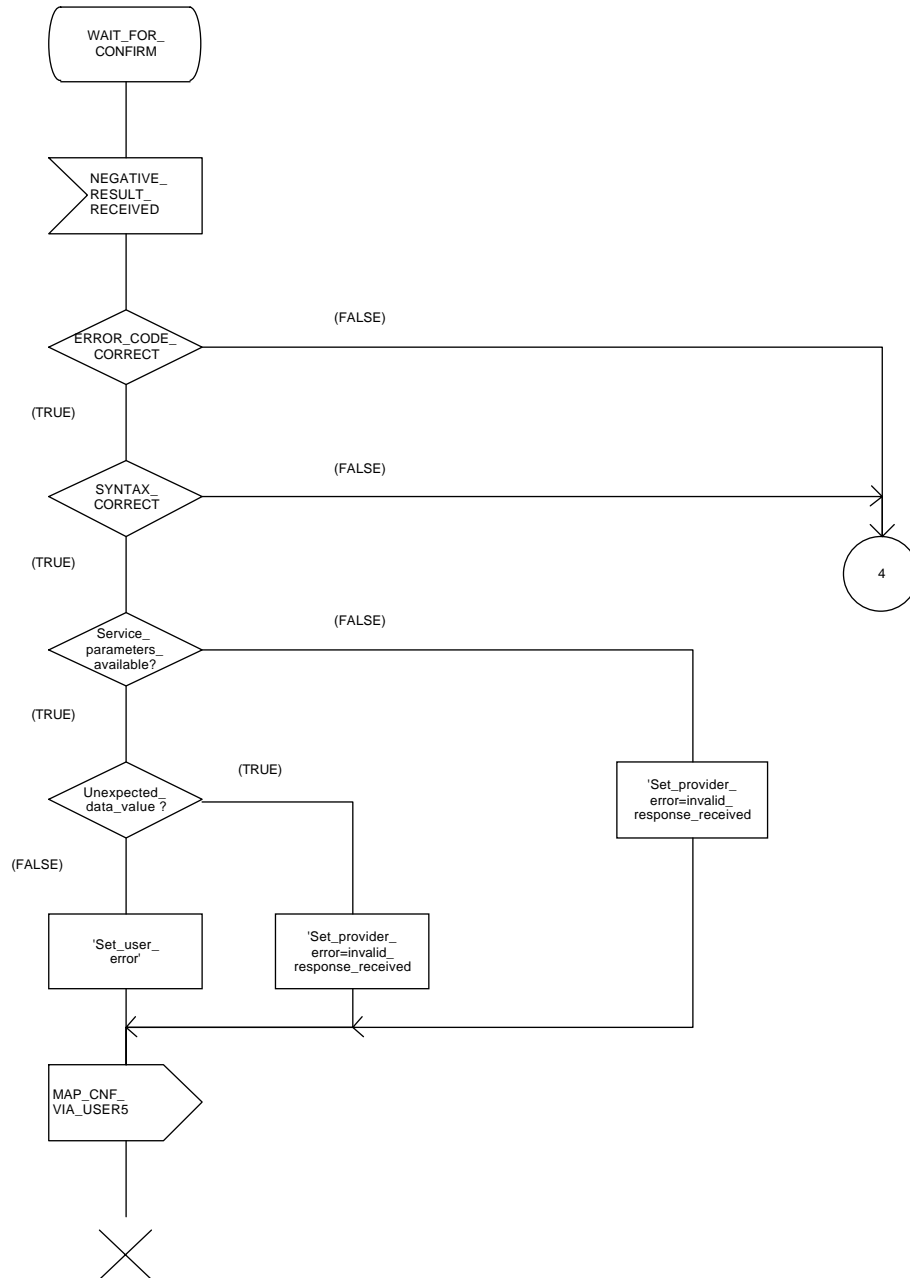 WAIT_FOR_
CONFIRM
NEGATIVE_
RESULT_
RECEIVED
(FALSE)
ERROR_CODE_
CORRECT
(TRUE)
(FALSE)
SYNTAX_
CORRECT
(TRUE)
4
(FALSE)
Service_
parameters_
available?
(TRUE)
(TRUE)
Unexpected_
data_value ?
'Set_provider_
error=invalid_
response_received
(FALSE)
'Set_user_
error'
'Set_provider_
error=invalid_
response_received
MAP_CNF_
VIA_USER5